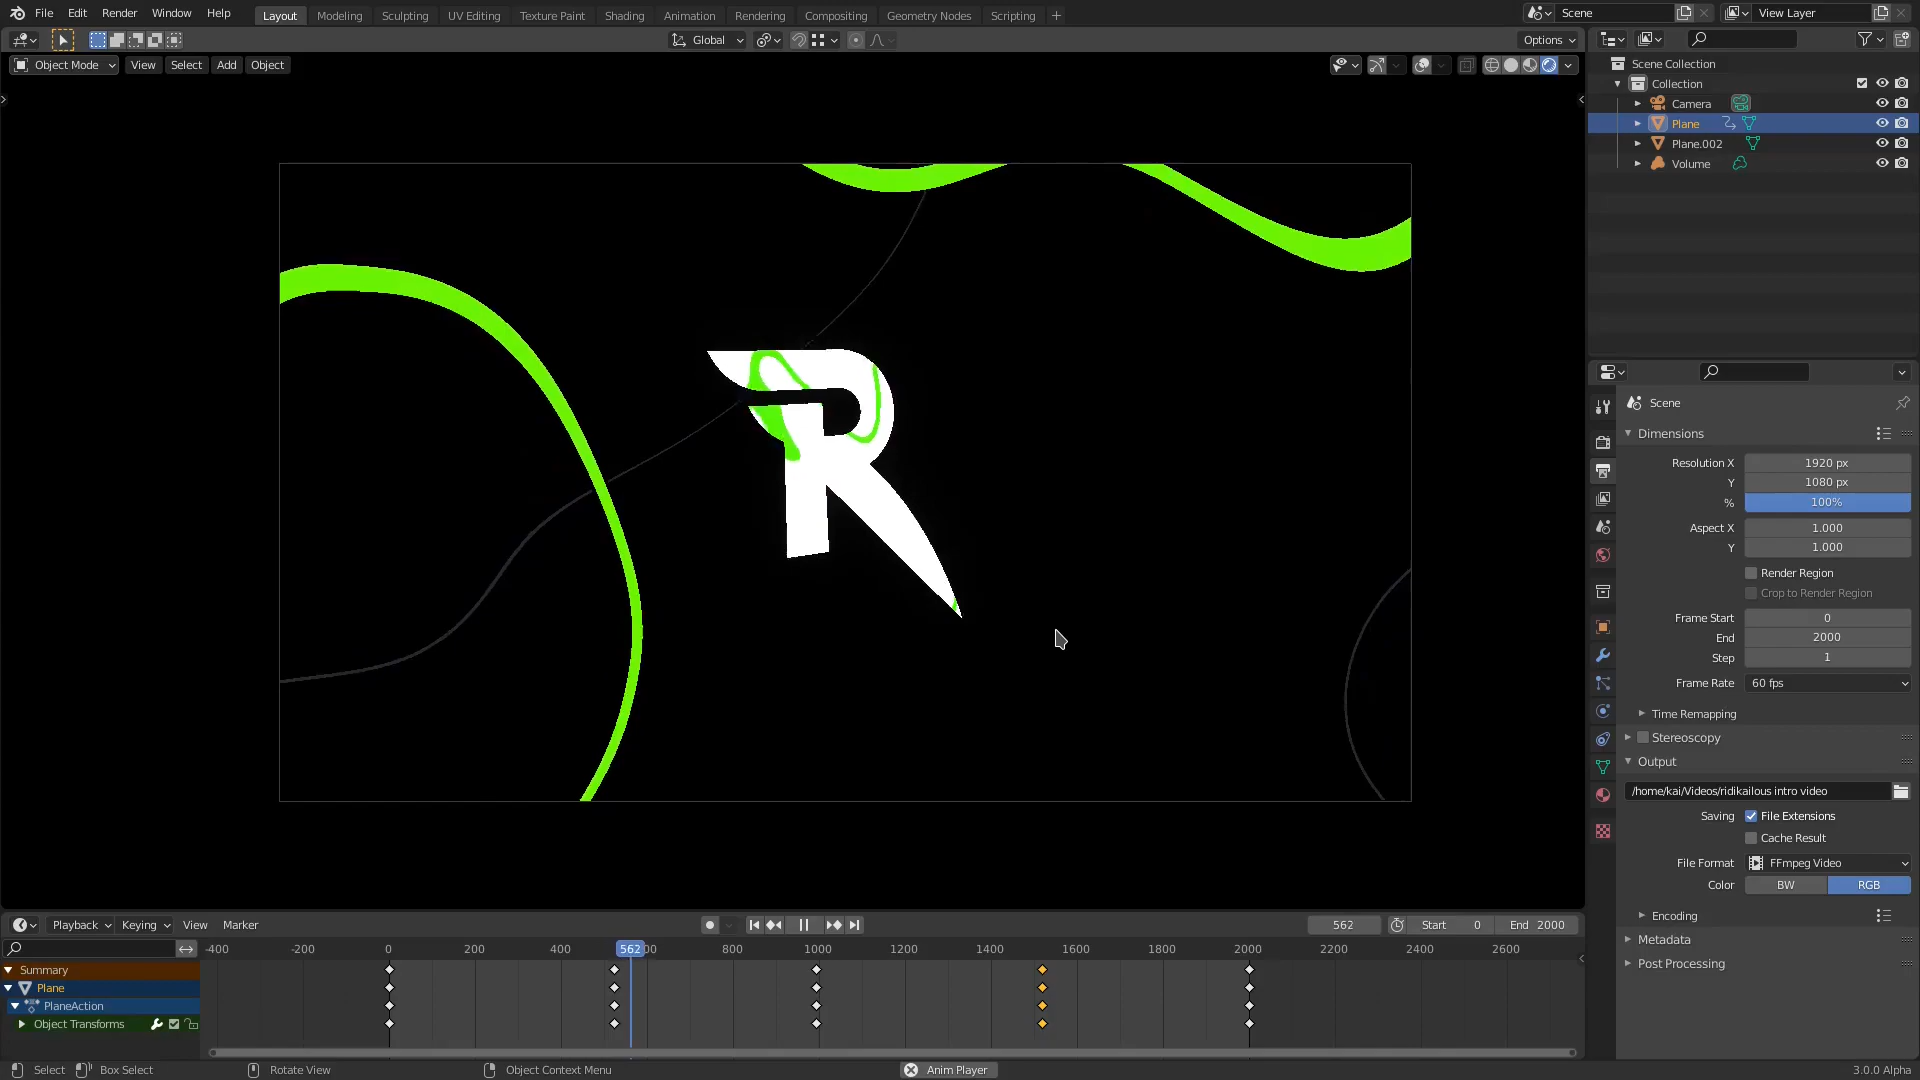 File Edit Render Window Help Layout Modeling Sculpting UV Editing Texture Paint Shading Animation Rendering Compositing Geometry Nodes Scripting + Scene View Layer
Global Options
Object Mode View Select Add Object
Scene Collection
Collection
Camera
Plane
Plane.002
Volume
Scene
Dimensions
Resolution X 1920 px
Y 1080 px
% 100%
Aspect X 1.000
Y 1.000
Render Region
Crop to Render Region
Frame Start 0
End 2000
Step 1
Frame Rate 60 fps
Time Remapping
Stereoscopy
Output
/home/kai/Videos/ridikailous intro video
Saving File Extensions
Cache Result
File Format FFmpeg Video
Color BW RGB
Encoding
Metadata
Post Processing
R
Playback Keying View Marker 562 Start 0 End 2000
-400 -200 0 200 400 562 00 800 1000 1200 1400 1600 1800 2000 2200 2400 2600
Summary
Plane
PlaneAction
Object Transforms
Select Box Select Rotate View Object Context Menu Anim Player 3.0.0 Alpha